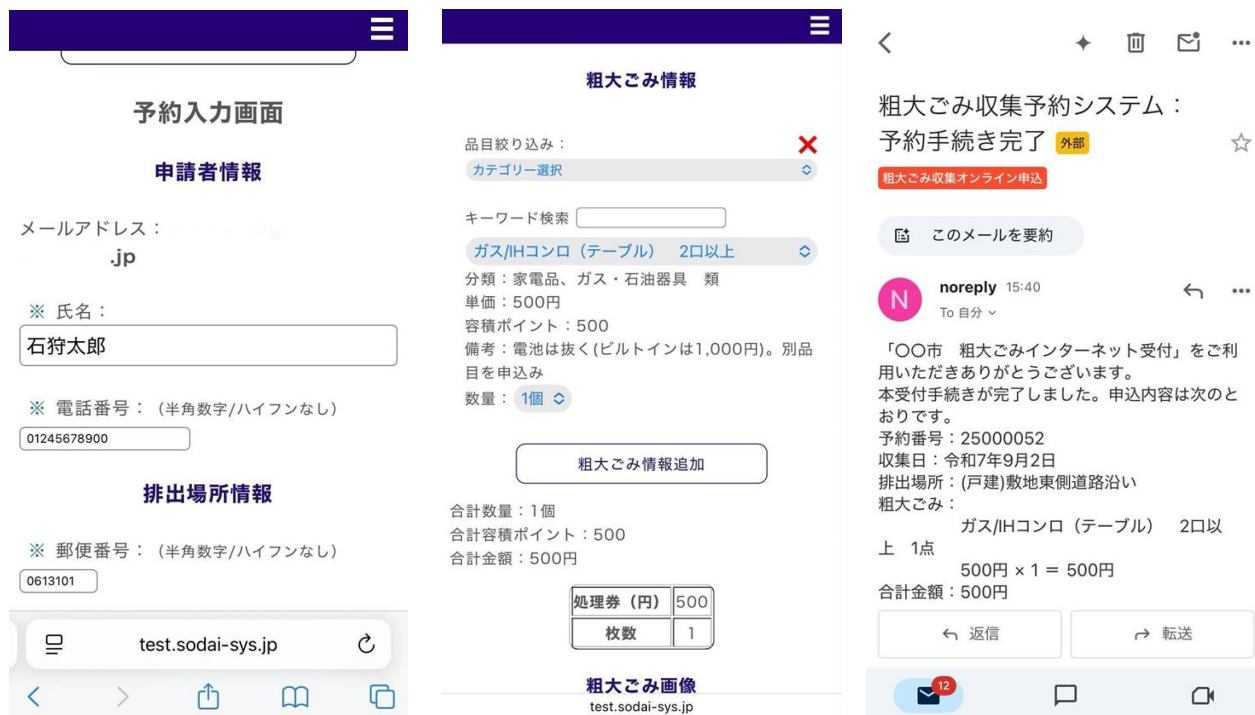 予約入力画面
申請者情報
メールアドレス：
.jp
※ 氏名：
石狩太郎
※ 電話番号：（半角数字/ハイフンなし）
01245678900
排出場所情報
※ 郵便番号：（半角数字/ハイフンなし）
0613101
test.sodai-sys.jp
粗大ごみ情報
品目絞り込み：
カテゴリー選択
キーワード検索
ガス/IHコンロ（テーブル）　2口以上
分類：家電品、ガス・石油器具　類
単価：500円
容積ポイント：500
備考：電池は抜く(ビルトインは1,000円)。別品
目を申込み
数量：1個
粗大ごみ情報追加
合計数量：1個
合計容積ポイント：500
合計金額：500円
処理券（円） 500
枚数 1
粗大ごみ画像
test.sodai-sys.jp
粗大ごみ収集予約システム：
予約手続き完了 外部
粗大ごみ収集オンライン申込
このメールを要約
N
noreply 15:40
To 自分
「〇〇市　粗大ごみインターネット受付」をご利
用いただきありがとうございます。
本受付手続きが完了しました。申込内容は次のと
おりです。
予約番号：25000052
収集日：令和7年9月2日
排出場所：(戸建)敷地東側道路沿い
粗大ごみ：
ガス/IHコンロ（テーブル）　2口以
上　1点
500円 × 1 ＝ 500円
合計金額：500円
返信
転送
12